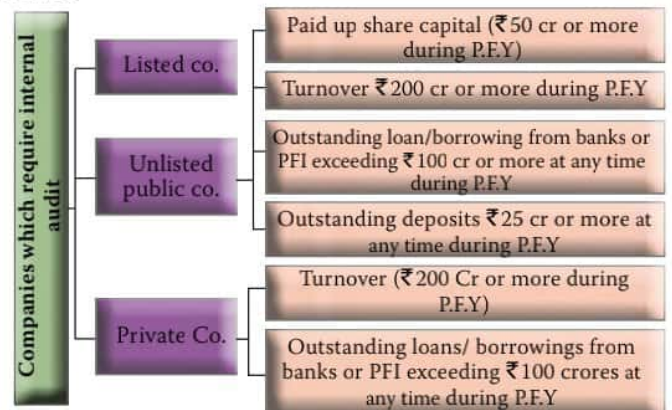 Companies which require internal
audit
Listed co.
Unlisted
public co.
Private Co.
Paid up share capital (₹50 cr or more
during P.F.Y)
Turnover ₹200 cr or more during P.F.Y
Outstanding loan/borrowing from banks or
PFI exceeding ₹100 cr or more at any time
during P.F.Y
Outstanding deposits ₹25 cr or more at
any time during P.F.Y
Turnover (₹200 Cr or more during
P.F.Y)
Outstanding loans/ borrowings from
banks or PFI exceeding ₹100 crores at
any time during P.F.Y